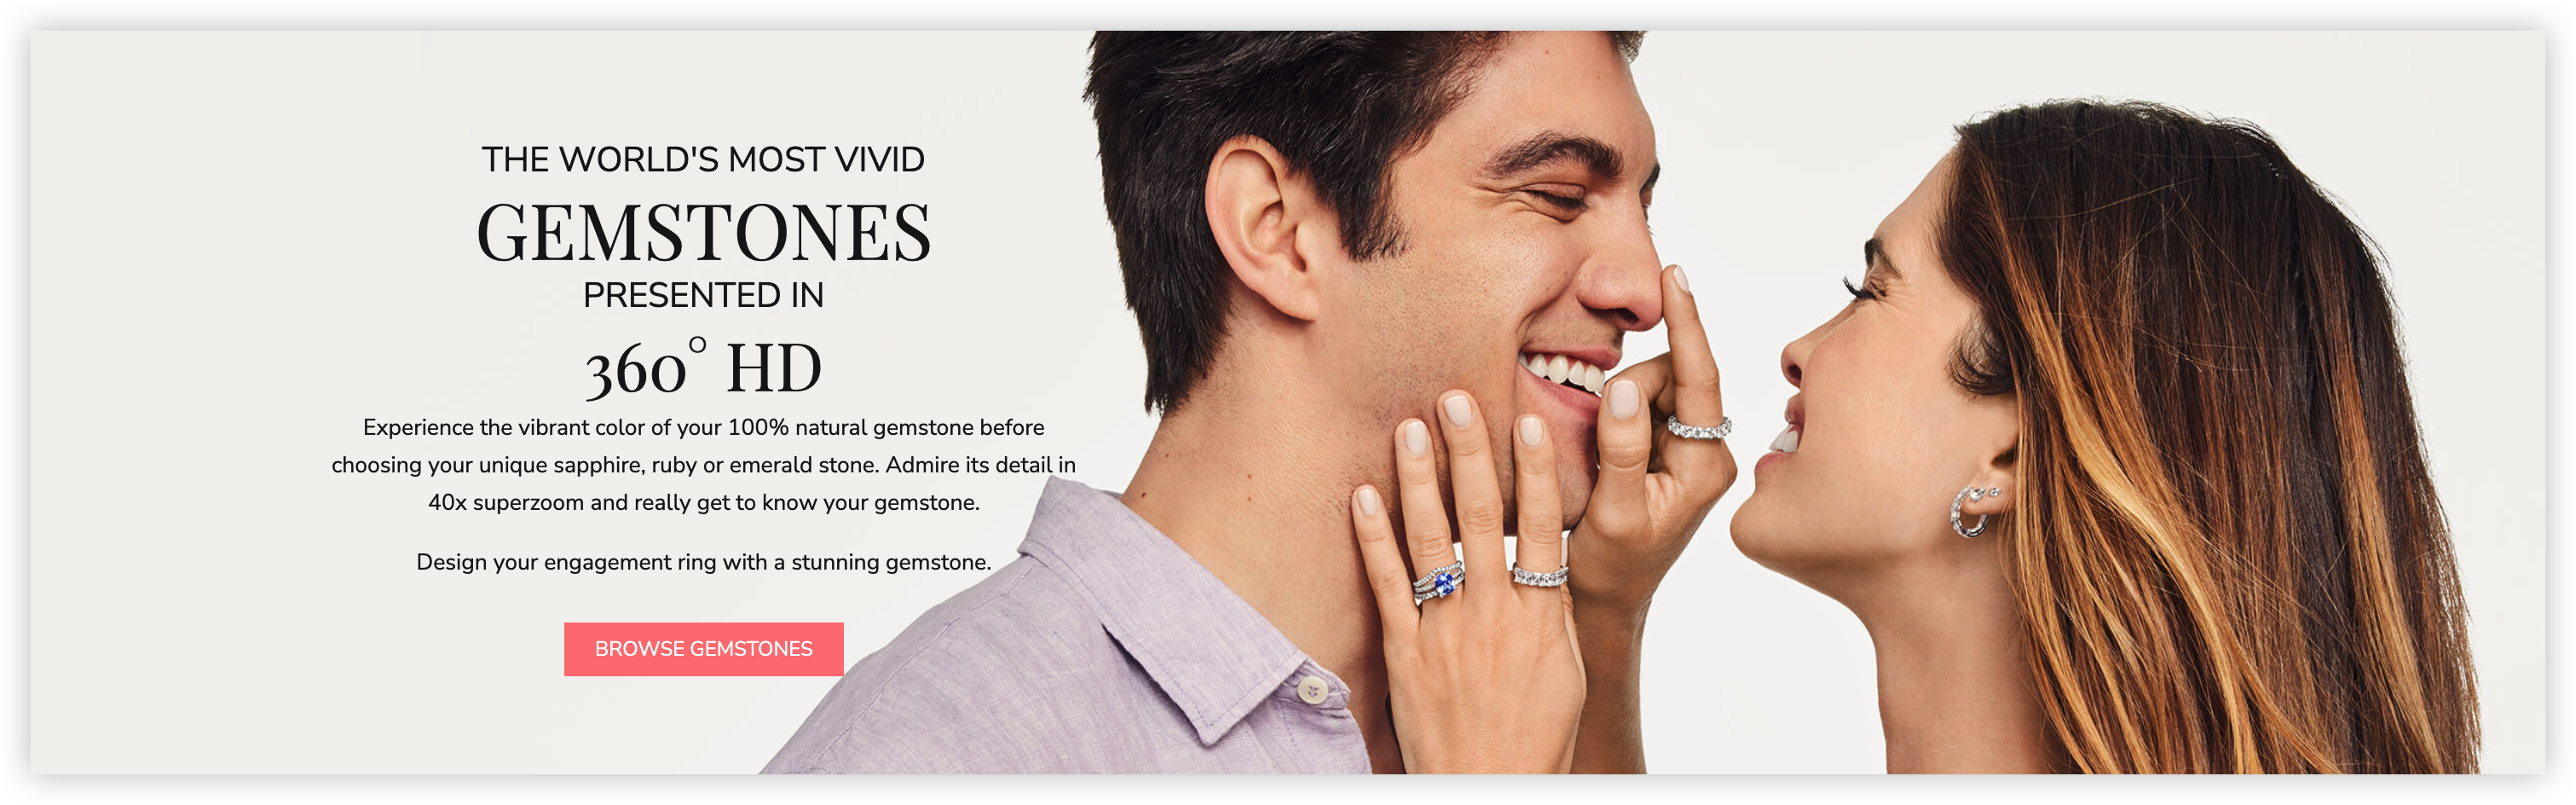 THE WORLD'S MOST VIVID
GEMSTONES
PRESENTED IN
360° HD
Experience the vibrant color of your 100% natural gemstone before
choosing your unique sapphire, ruby or emerald stone. Admire its detail in
40x superzoom and really get to know your gemstone.
Design your engagement ring with a stunning gemstone.
BROWSE GEMSTONES